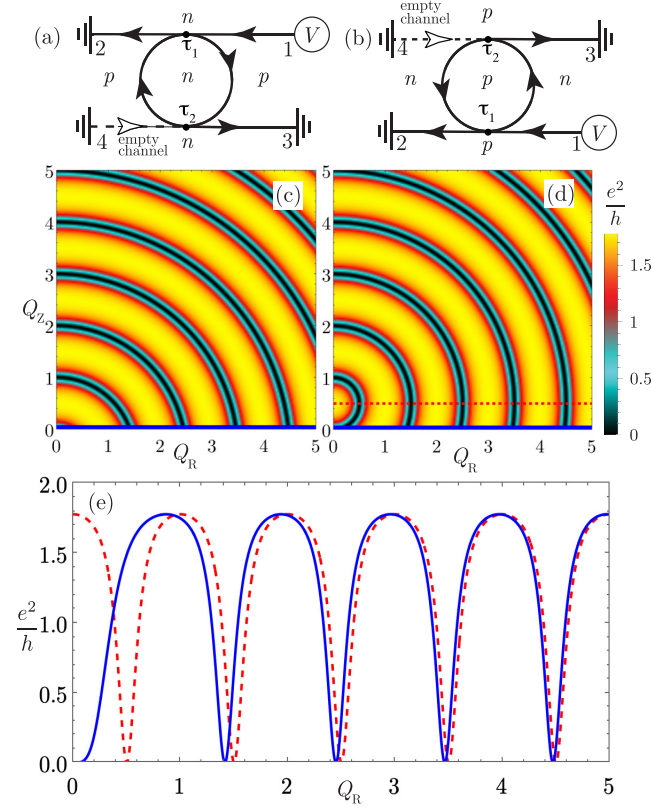 (a)
n
2
τ1
1
V
p
n
p
τ2
4
empty
channel
n
3
(b)
empty
channel
p
4
τ2
3
n
p
n
τ1
2
p
1
V
(c)
(d)
e²/h
5
4
3
QZ
2
1
0
0 1 2 3 4 5
QR
0 1 2 3 4 5
QR
1.5
1
0.5
0
(e)
2.0
1.5
e²/h
1.0
0.5
0.0
0 1 2 3 4 5
QR